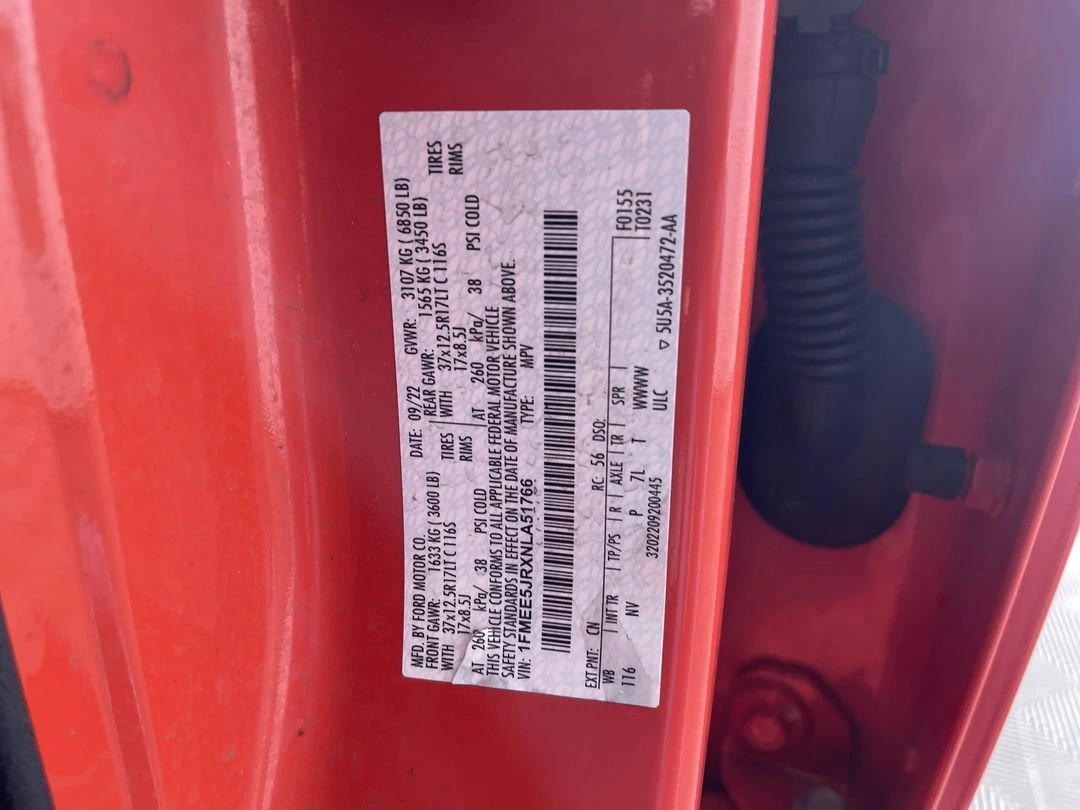 MFD. BY FORD MOTOR CO. DATE: 09/22 GVWR: 3107 KG ( 6850 LB)
FRONT GAWR: 1633 KG ( 3600 LB) REAR GAWR: 1565 KG ( 3450 LB)
WITH 37x12.5R17LT C 116S TIRES WITH 37x12.5R17LT C 116S TIRES
17x8.5J RIMS 17x8.5J RIMS
AT 260 kPa/ 38 PSI COLD AT 260 kPa/ 38 PSI COLD
THIS VEHICLE CONFORMS TO ALL APPLICABLE FEDERAL MOTOR VEHICLE
SAFETY STANDARDS IN EFFECT ON THE DATE OF MANUFACTURE SHOWN ABOVE.
VIN: 1FMEE5JRXNLA51766 TYPE: MPV
EXT PNT: CN RC: 56 DSO:
WB INT TR TP/PS R AXLE TR SPR F0155
116 NV P 7L T WWWW T0231
ULC
3202209200445 ▽ 5U5A-3520472-AA